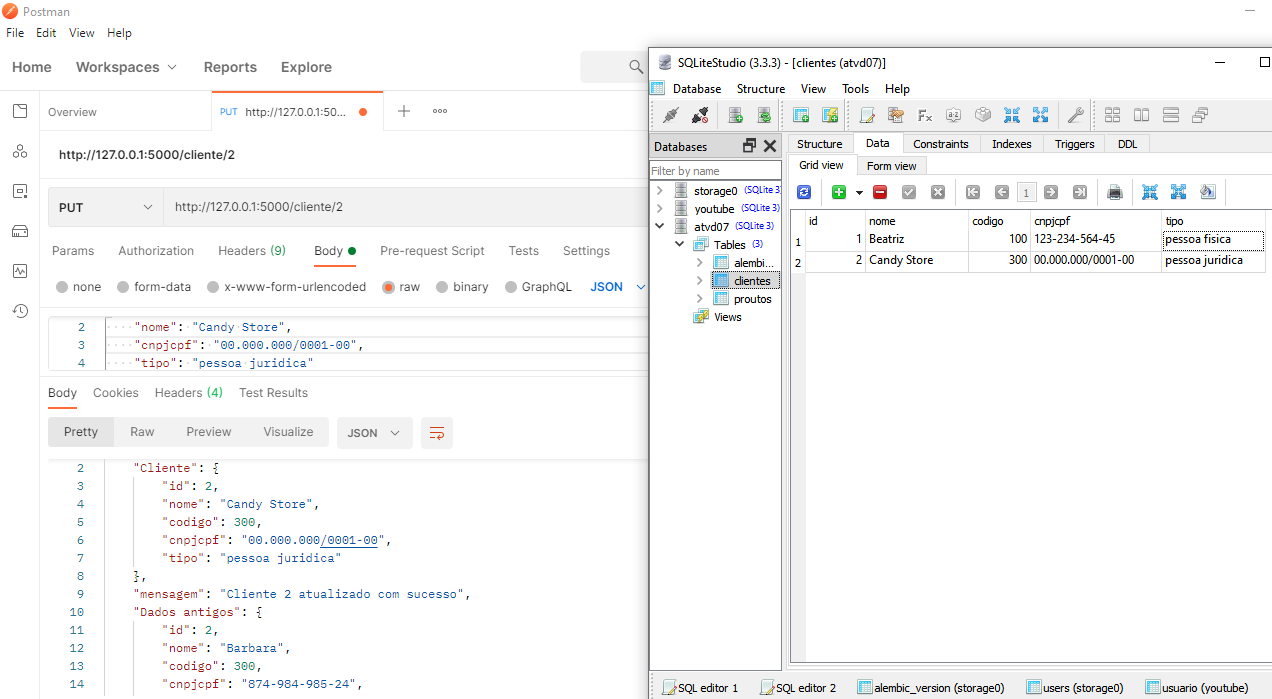 Postman
File Edit View Help
Home Workspaces Reports Explore
Overview PUT http://127.0.0.1:50...
http://127.0.0.1:5000/cliente/2
PUT http://127.0.0.1:5000/cliente/2
Params Authorization Headers (9) Body Pre-request Script Tests Settings
none form-data x-www-form-urlencoded raw binary GraphQL JSON
2 "nome": "Candy Store",
3 "cnpjcpf": "00.000.000/0001-00",
4 "tipo": "pessoa juridica"
Body Cookies Headers (4) Test Results
Pretty Raw Preview Visualize JSON
2 "Cliente": {
3 "id": 2,
4 "nome": "Candy Store",
5 "codigo": 300,
6 "cnpjcpf": "00.000.000/0001-00",
7 "tipo": "pessoa juridica"
8 },
9 "mensagem": "Cliente 2 atualizado com sucesso",
10 "Dados antigos": {
11 "id": 2,
12 "nome": "Barbara",
13 "codigo": 300,
14 "cnpjcpf": "874-984-985-24",
SQLiteStudio (3.3.3) - [clientes (atvd07)]
Database Structure View Tools Help
Databases
Filter by name
storage0 (SQLite 3)
youtube (SQLite 3)
atvd07 (SQLite 3)
Tables (3)
alembi...
clientes
proutos
Views
Structure Data Constraints Indexes Triggers DDL
Grid view Form view
1
id nome codigo cnpjcpf tipo
1 1 Beatriz 100 123-234-564-45 pessoa fisica
2 2 Candy Store 300 00.000.000/0001-00 pessoa juridica
SQL editor 1 SQL editor 2 alembic_version (storage0) users (storage0) usuario (youtube)